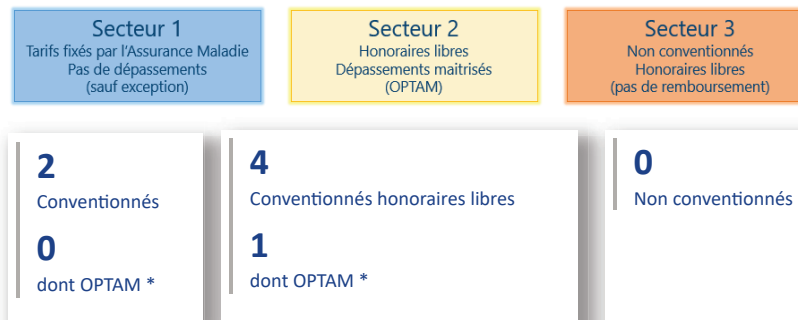 Secteur 1
Tarifs fixés par l'Assurance Maladie
Pas de dépassements
(sauf exception)
Secteur 2
Honoraires libres
Dépassements maitrisés
(OPTAM)
Secteur 3
Non conventionnés
Honoraires libres
(pas de remboursement)
2
Conventionnés
0
dont OPTAM *
4
Conventionnés honoraires libres
1
dont OPTAM *
0
Non conventionnés